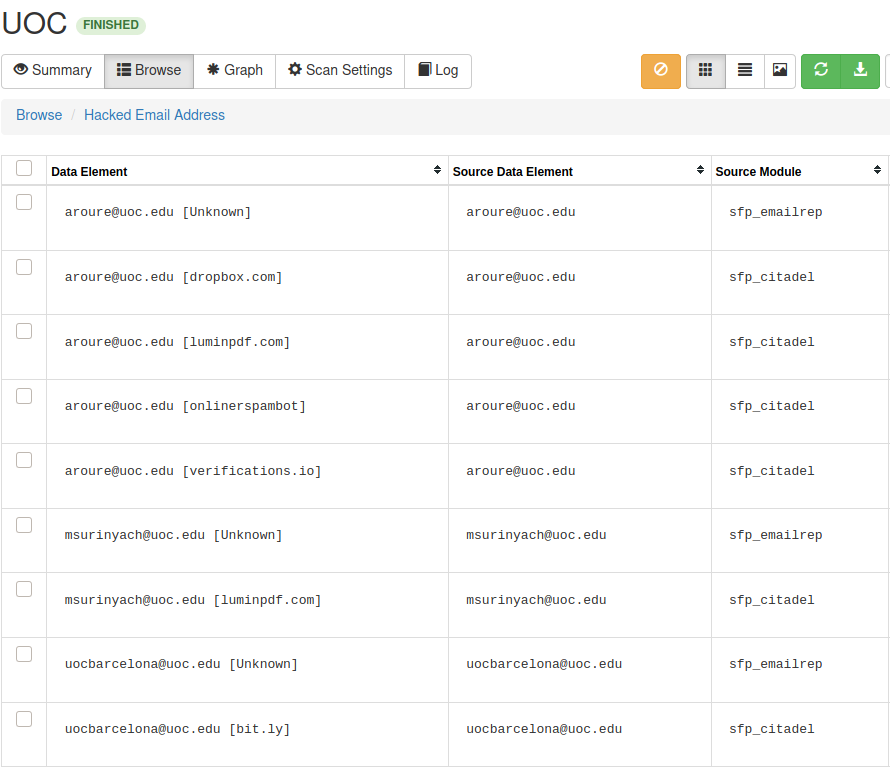 UOC FINISHED
Summary Browse Graph Scan Settings Log
Browse / Hacked Email Address
Data Element Source Data Element Source Module
aroure@uoc.edu [Unknown] aroure@uoc.edu sfp_emailrep
aroure@uoc.edu [dropbox.com] aroure@uoc.edu sfp_citadel
aroure@uoc.edu [luminpdf.com] aroure@uoc.edu sfp_citadel
aroure@uoc.edu [onlinerspambot] aroure@uoc.edu sfp_citadel
aroure@uoc.edu [verifications.io] aroure@uoc.edu sfp_citadel
msurinyach@uoc.edu [Unknown] msurinyach@uoc.edu sfp_emailrep
msurinyach@uoc.edu [luminpdf.com] msurinyach@uoc.edu sfp_citadel
uocbarcelona@uoc.edu [Unknown] uocbarcelona@uoc.edu sfp_emailrep
uocbarcelona@uoc.edu [bit.ly] uocbarcelona@uoc.edu sfp_citadel